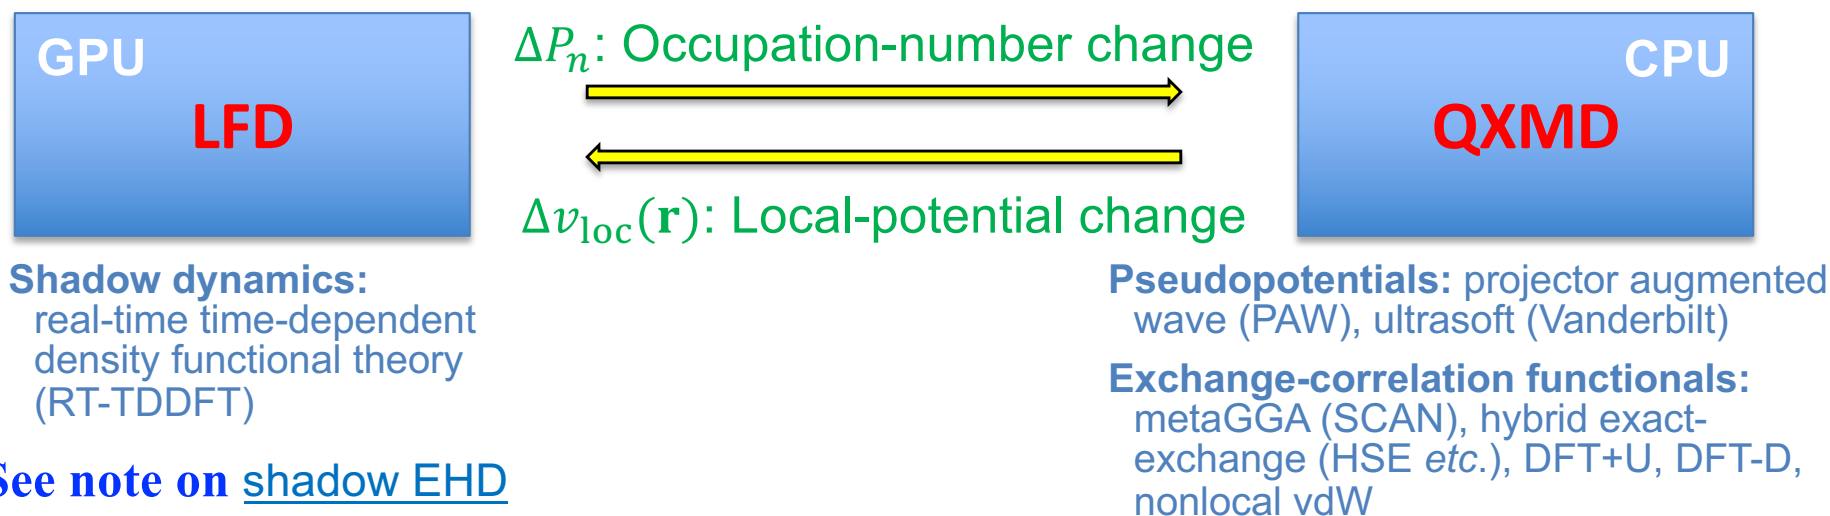 GPU
LFD
ΔPₙ: Occupation-number change
Δv_loc(𝐫): Local-potential change
CPU
QXMD
Shadow dynamics:
real-time time-dependent
density functional theory
(RT-TDDFT)
See note on shadow EHD
Pseudopotentials: projector augmented
wave (PAW), ultrasoft (Vanderbilt)
Exchange-correlation functionals:
metaGGA (SCAN), hybrid exact-
exchange (HSE etc.), DFT+U, DFT-D,
nonlocal vdW